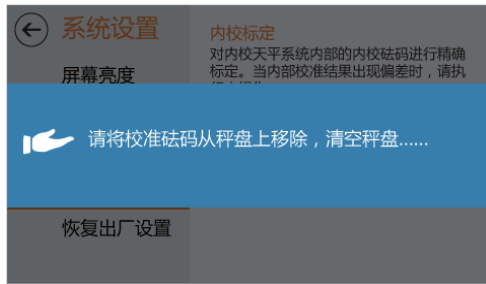 系统设置
内校标定
对内校天平系统内部的内校砝码进行精确
标定。当内部校准结果出现偏差时，请执
屏幕亮度
请将校准砝码从秤盘上移除，清空秤盘......
恢复出厂设置